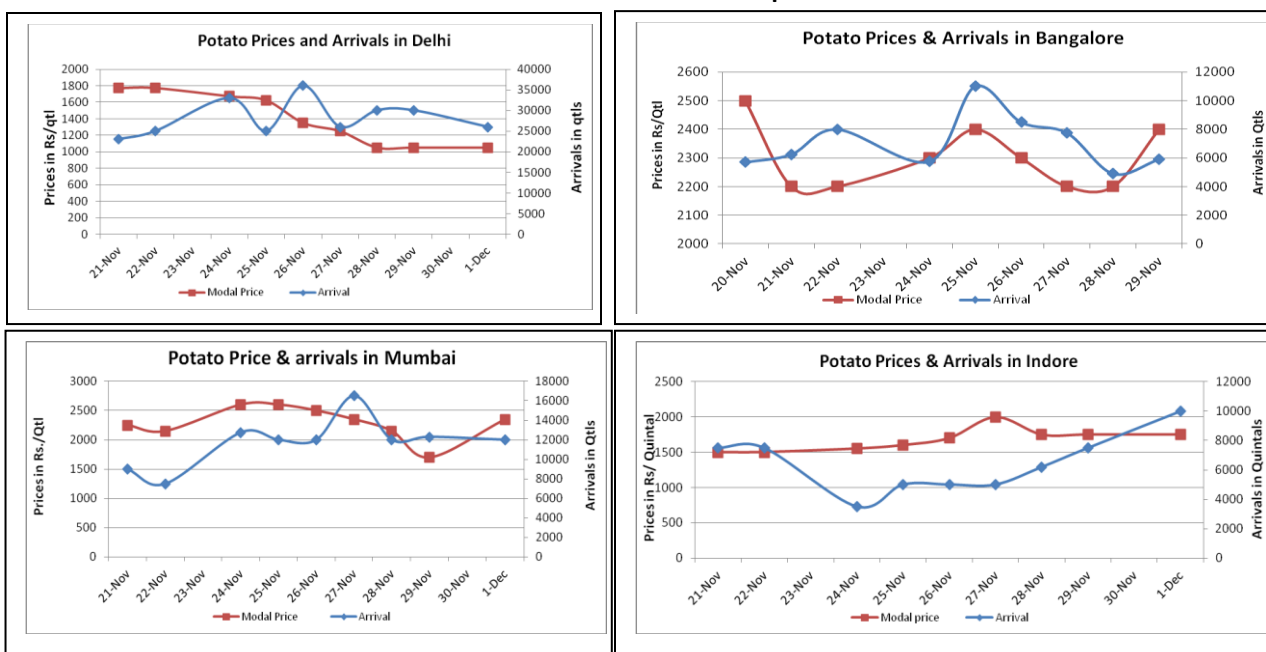 Potato Prices and Arrivals in Delhi
Prices in Rs/qtl
2000
1800
1600
1400
1200
1000
800
600
400
200
0
40000
35000
30000
25000
20000
15000
10000
5000
0
Arrivals in qtls
21-Nov
22-Nov
23-Nov
24-Nov
25-Nov
26-Nov
27-Nov
28-Nov
29-Nov
30-Nov
1-Dec
Modal Price
Arrival
Potato Prices & Arrivals in Bangalore
Prices in Rs/Qtl
2600
2500
2400
2300
2200
2100
2000
12000
10000
8000
6000
4000
2000
0
Arrivals in Qtls
20-Nov
21-Nov
22-Nov
23-Nov
24-Nov
25-Nov
26-Nov
27-Nov
28-Nov
29-Nov
Modal Price
Arrival
Potato Price & arrivals in Mumbai
Prices in Rs./Qtl
3000
2500
2000
1500
1000
500
0
18000
16000
14000
12000
10000
8000
6000
4000
2000
0
Arrivals in Qtls
21-Nov
22-Nov
23-Nov
24-Nov
25-Nov
26-Nov
27-Nov
28-Nov
29-Nov
30-Nov
1-Dec
Modal Price
Arrival
Potato Prices & Arrivals in Indore
Prices in Rs/ Quintal
2500
2000
1500
1000
500
0
12000
10000
8000
6000
4000
2000
0
Arrivals in Quintals
21-Nov
22-Nov
23-Nov
24-Nov
25-Nov
26-Nov
27-Nov
28-Nov
29-Nov
30-Nov
1-Dec
Modal price
Arrival